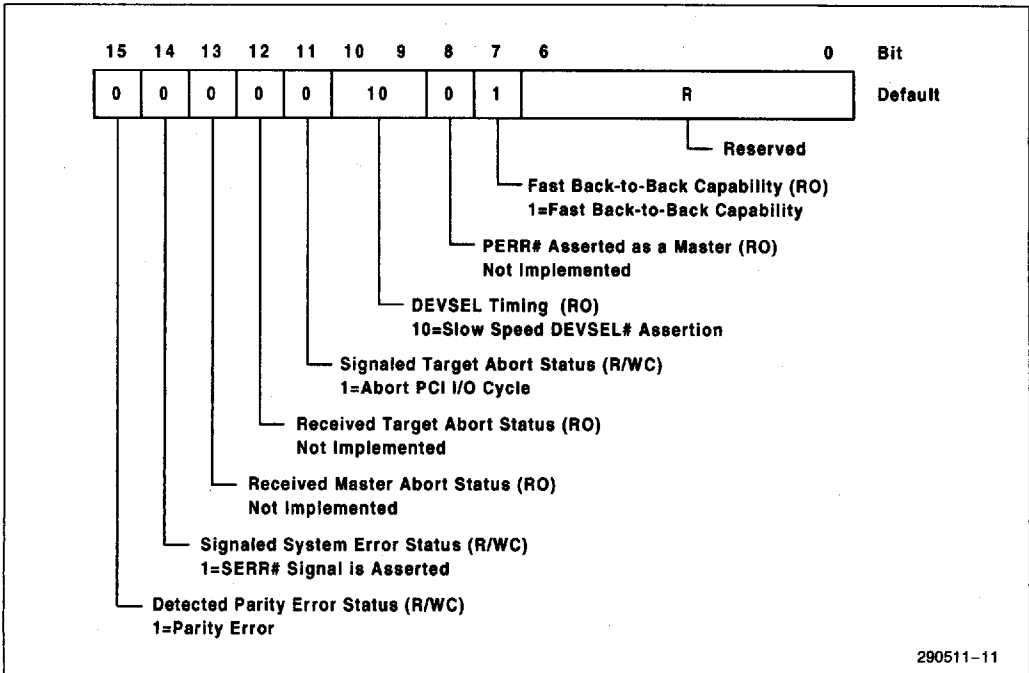 15 14 13 12 11 10 9 8 7 6 0 Bit
0 0 0 0 0 10 0 1 R Default
Reserved
Fast Back-to-Back Capability (RO)
1=Fast Back-to-Back Capability
PERR# Asserted as a Master (RO)
Not Implemented
DEVSEL Timing (RO)
10=Slow Speed DEVSEL# Assertion
Signaled Target Abort Status (R/WC)
1=Abort PCI I/O Cycle
Received Target Abort Status (RO)
Not Implemented
Received Master Abort Status (RO)
Not Implemented
Signaled System Error Status (R/WC)
1=SERR# Signal is Asserted
Detected Parity Error Status (R/WC)
1=Parity Error
290511-11